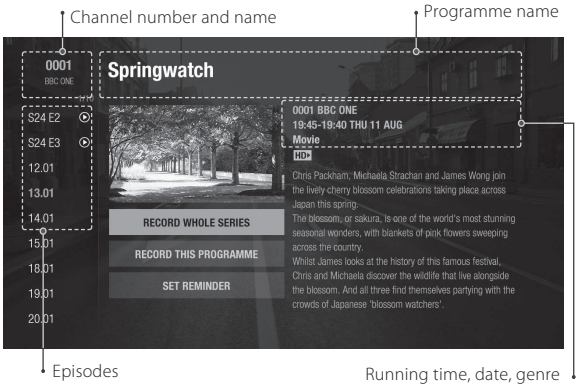 Channel number and name
Programme name
0001
BBC ONE
Springwatch
1/10
S24 E2
S24 E3
12.01
13.01
14.01
15.01
18.01
19.01
20.01
0001 BBC ONE
19:45-19:40 THU 11 AUG
Movie
HD
Chris Packham, Michaela Strachan and James Wong join
the lively cherry blossom celebrations taking place across
Japan this spring.
The blossom, or sakura, is one of the world's most stunning
seasonal wonders, with blankets of pink flowers sweeping
across the country.
Whilst James looks at the history of this famous festival,
Chris and Michaela discover the wildlife that live alongside
the blossom. And all three find themselves partying with the
crowds of Japanese 'blossom watchers'.
RECORD WHOLE SERIES
RECORD THIS PROGRAMME
SET REMINDER
Episodes
Running time, date, genre